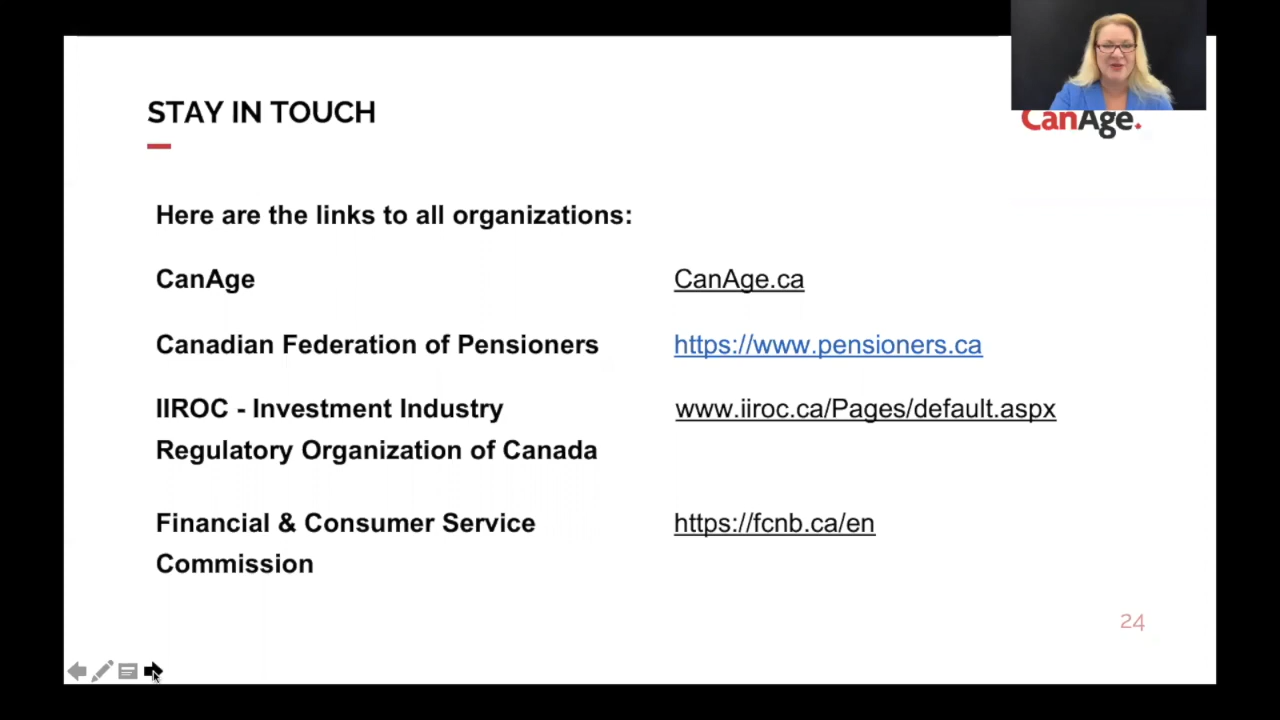 STAY IN TOUCH
CanAge.
Here are the links to all organizations:
CanAge CanAge.ca
Canadian Federation of Pensioners https://www.pensioners.ca
IIROC - Investment Industry www.iiroc.ca/Pages/default.aspx
Regulatory Organization of Canada
Financial & Consumer Service https://fcnb.ca/en
Commission
24